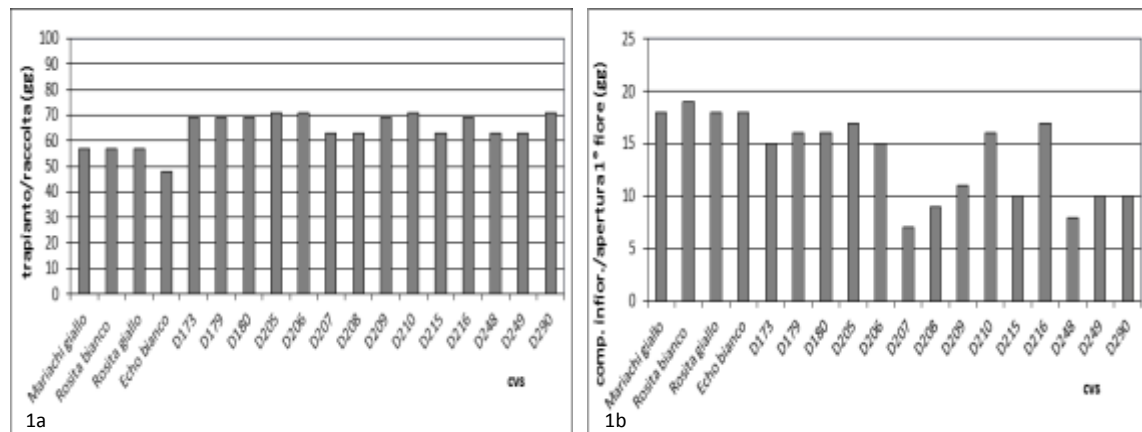 trapianto/raccolta (gg)
100
90
80
70
60
50
40
30
20
10
0
Mariachi giallo
Rosita bianco
Rosita giallo
Echo bianco
D173
D179
D180
D205
D206
D207
D208
D209
D210
D215
D216
D248
D249
D290
cvs
1a
comp. infior./apertura 1° fiore (gg)
25
20
15
10
5
0
Mariachi giallo
Rosita bianco
Rosita giallo
Echo bianco
D173
D179
D180
D205
D206
D207
D208
D209
D210
D215
D216
D248
D249
D290
cvs
1b